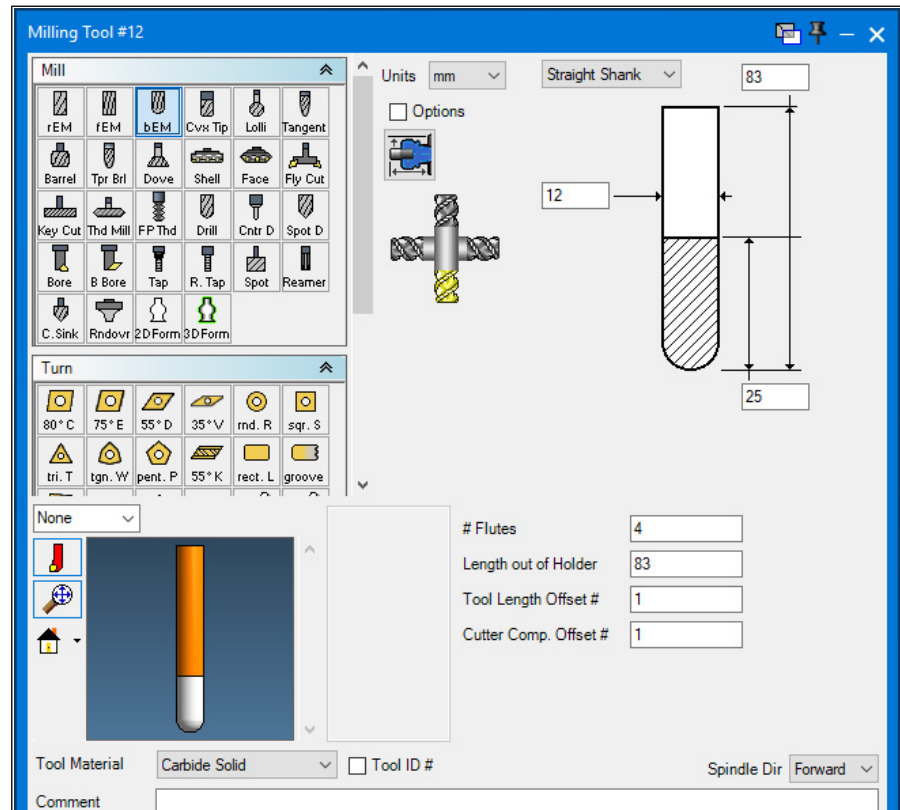 Milling Tool #12
Mill
rEM fEM bEM Cvx Tip Lolli Tangent
Barrel Tpr Brl Dove Shell Face Fly Cut
Key Cut Thd Mill FP Thd Drill Cntr D Spot D
Bore B Bore Tap R. Tap Spot Reamer
C.Sink Rndovr 2DForm 3DForm
Turn
80°C 75°E 55°D 35°V rnd. R sqr. S
tri. T tgn. W pent. P 55°K rect. L groove
Units mm Straight Shank 83
Options
12
25
None
# Flutes 4
Length out of Holder 83
Tool Length Offset # 1
Cutter Comp. Offset # 1
Tool Material Carbide Solid Tool ID # Spindle Dir Forward
Comment